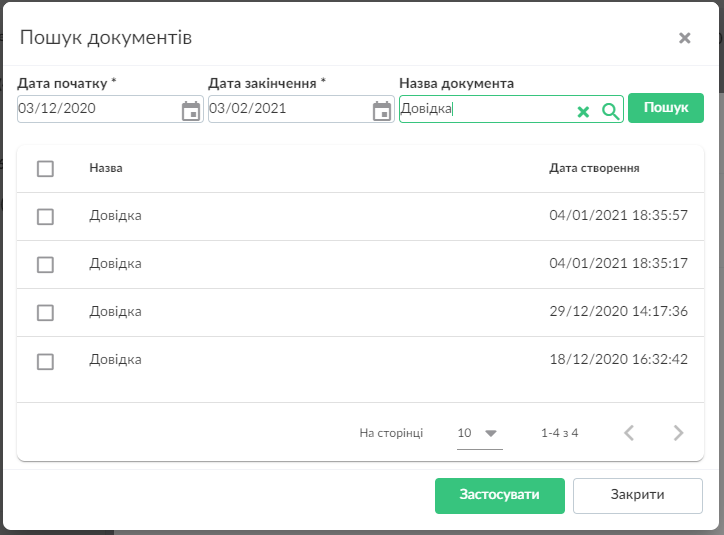 Пошук документів
Дата початку * Дата закінчення * Назва документа
03/12/2020 03/02/2021 Довідка Пошук
Назва Дата створення
Довідка 04/01/2021 18:35:57
Довідка 04/01/2021 18:35:17
Довідка 29/12/2020 14:17:36
Довідка 18/12/2020 16:32:42
На сторінці 10 1-4 з 4
Застосувати Закрити